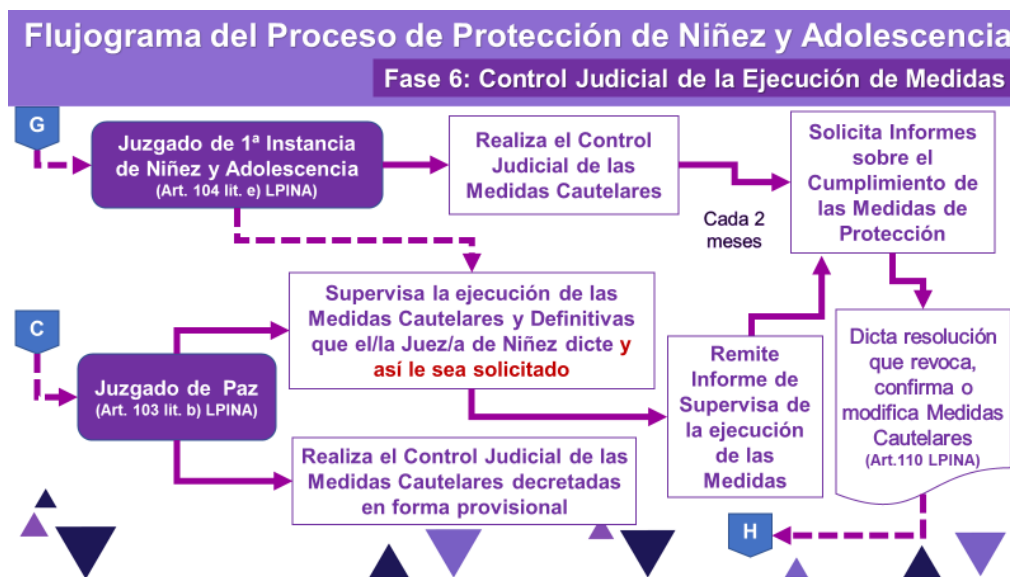 Flujograma del Proceso de Protección de Niñez y Adolescencia
Fase 6: Control Judicial de la Ejecución de Medidas
G
Juzgado de 1ª Instancia
de Niñez y Adolescencia
(Art. 104 lit. e) LPINA)
Realiza el Control
Judicial de las
Medidas Cautelares
Solicita Informes
sobre el
Cumplimiento de
las Medidas de
Protección
Cada 2
meses
C
Juzgado de Paz
(Art. 103 lit. b) LPINA)
Supervisa la ejecución de las
Medidas Cautelares y Definitivas
que el/la Juez/a de Niñez dicte y
así le sea solicitado
Realiza el Control Judicial de las
Medidas Cautelares decretadas
en forma provisional
Remite
Informe de
Supervisa de
la ejecución
de las
Medidas
Dicta resolución
que revoca,
confirma o
modifica Medidas
Cautelares
(Art.110 LPINA)
H